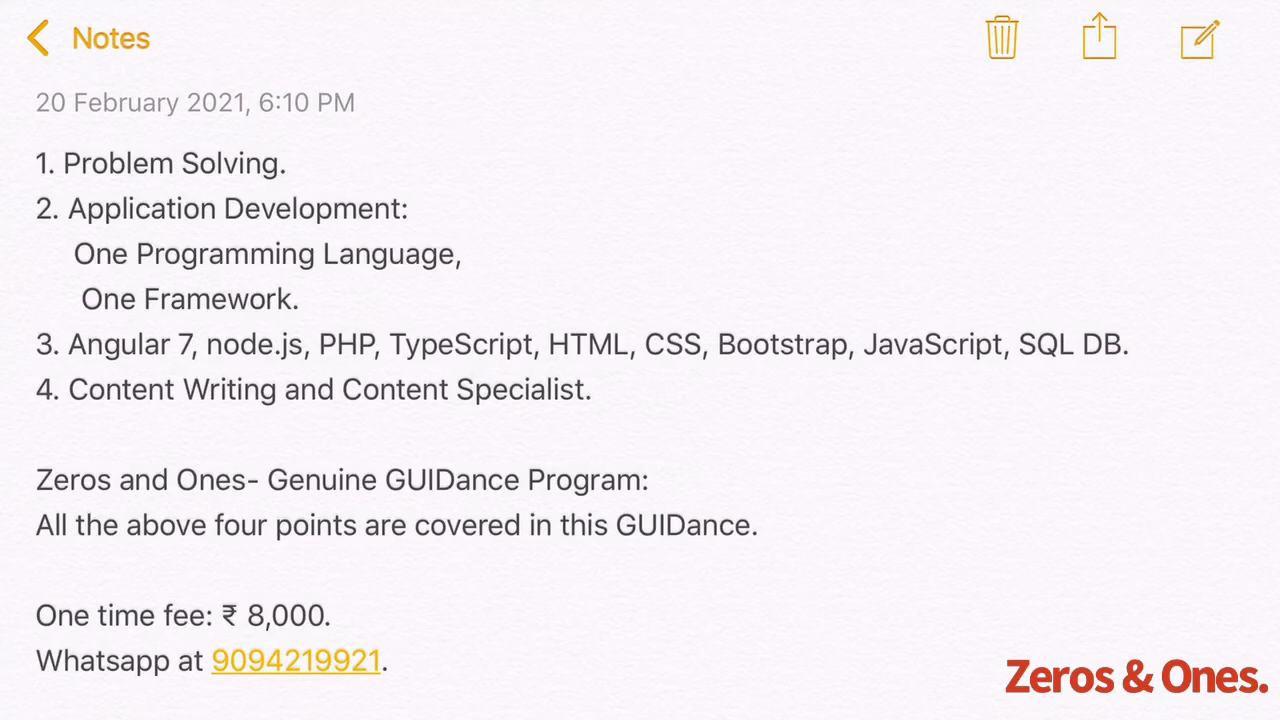 Notes
20 February 2021, 6:10 PM
1. Problem Solving.
2. Application Development:
One Programming Language,
One Framework.
3. Angular 7, node.js, PHP, TypeScript, HTML, CSS, Bootstrap, JavaScript, SQL DB.
4. Content Writing and Content Specialist.
Zeros and Ones- Genuine GUIDance Program:
All the above four points are covered in this GUIDance.
One time fee: ₹ 8,000.
Whatsapp at 9094219921.
Zeros & Ones.